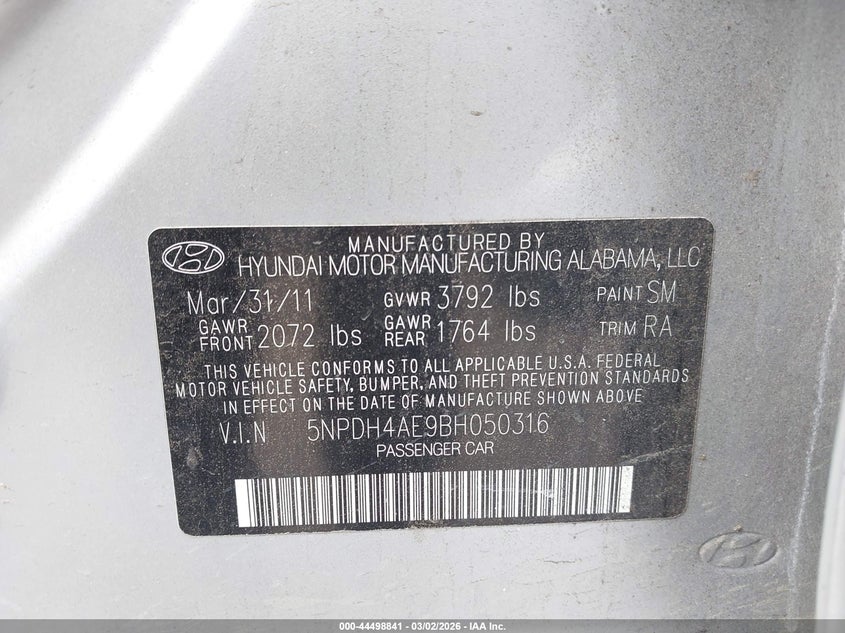 MANUFACTURED BY
HYUNDAI MOTOR MANUFACTURING ALABAMA, LLC
Mar/31/11 GVWR 3792 lbs PAINT SM
GAWR FRONT 2072 lbs GAWR REAR 1764 lbs TRIM RA
THIS VEHICLE CONFORMS TO ALL APPLICABLE U.S.A. FEDERAL
MOTOR VEHICLE SAFETY, BUMPER, AND THEFT PREVENTION STANDARDS
IN EFFECT ON THE DATE OF MANUFACTURE SHOWN ABOVE
V.I.N 5NPDH4AE9BH050316
PASSENGER CAR
000-44498841 - 03/02/2026 - IAA Inc.